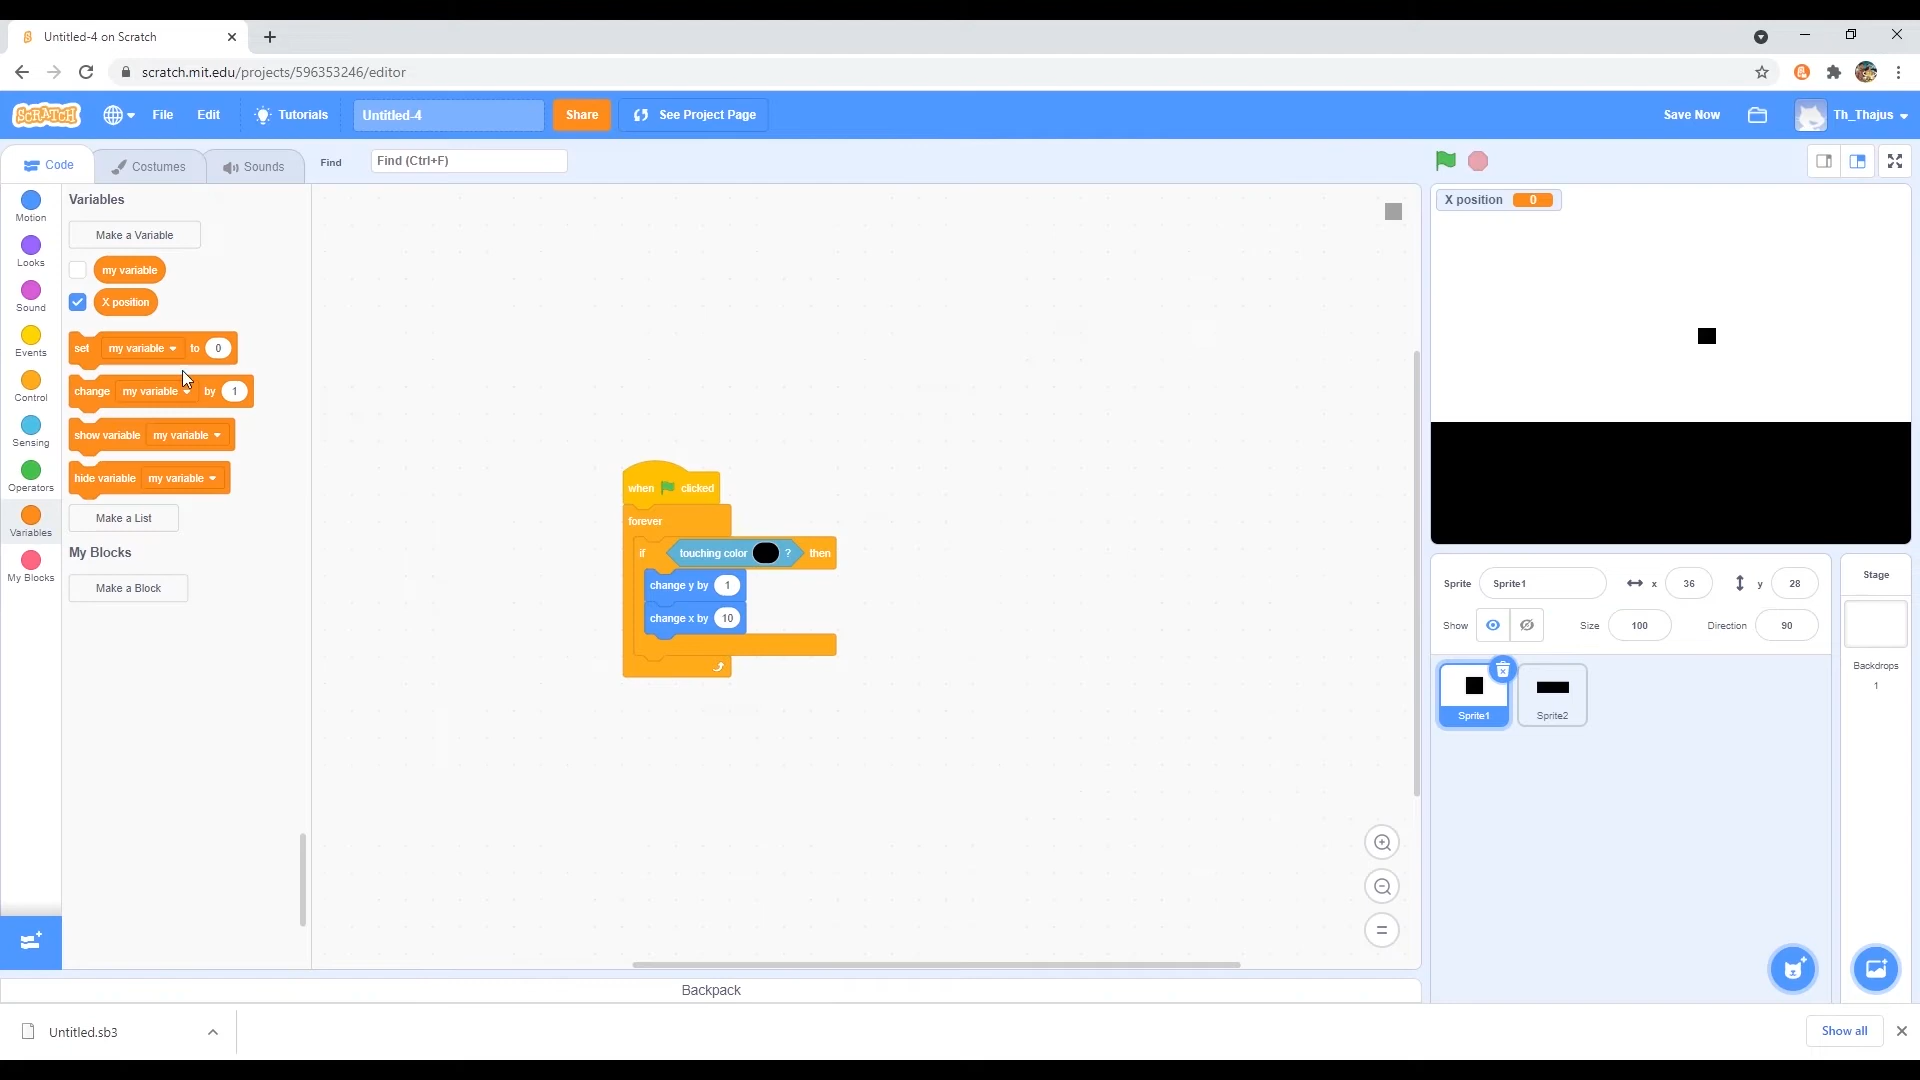 Untitled-4 on Scratch
scratch.mit.edu/projects/596353246/editor
SCRATCH File Edit Tutorials Untitled-4 Share See Project Page Save Now Th_Thajus
Code Costumes Sounds Find Find (Ctrl+F)
Motion
Looks
Sound
Events
Control
Sensing
Operators
Variables
My Blocks
Variables
Make a Variable
my variable
X position
set my variable to 0
change my variable by 1
show variable my variable
hide variable my variable
Make a List
My Blocks
Make a Block
when clicked
forever
if touching color ? then
change y by 1
change x by 10
X position 0
Sprite Sprite1 x 36 y 28
Show Size 100 Direction 90
Sprite1 Sprite2
Stage
Backdrops
1
Backpack
Untitled.sb3 Show all